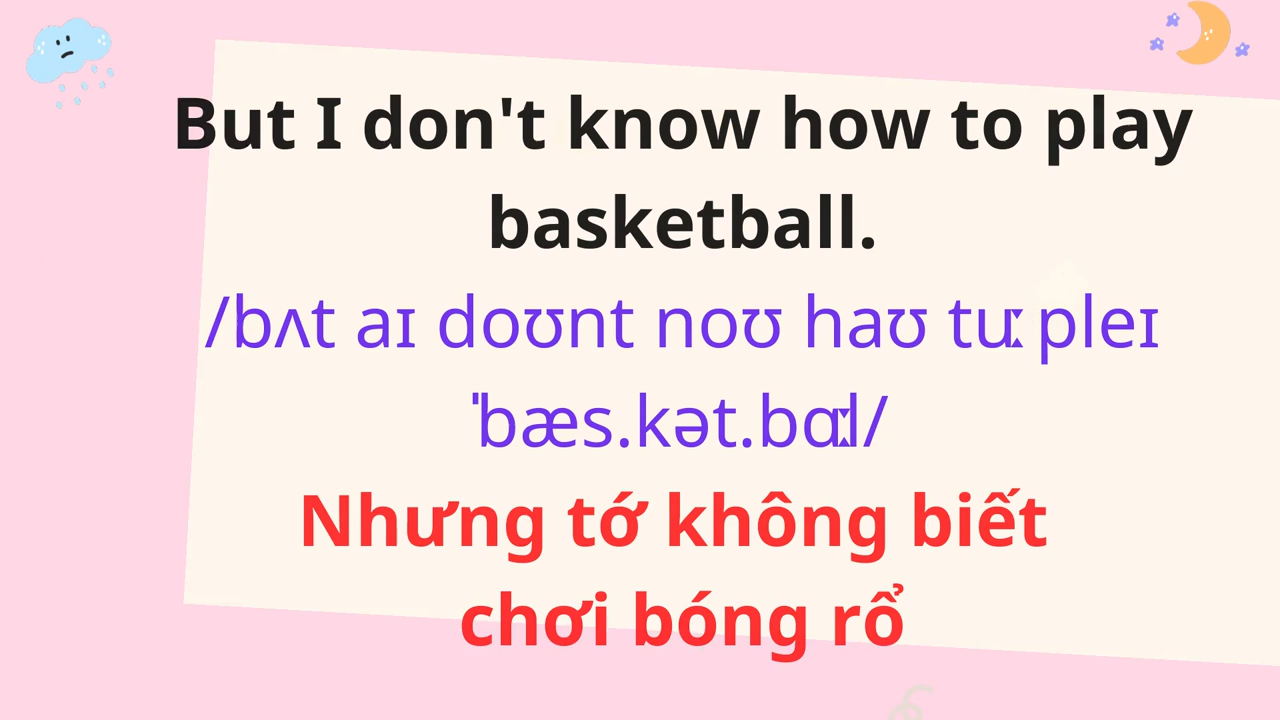 But I don't know how to play
basketball.
/bʌt aɪ doʊnt noʊ haʊ tuː pleɪ
ˈbæs.kət.bɑːl/
Nhưng tớ không biết
chơi bóng rổ